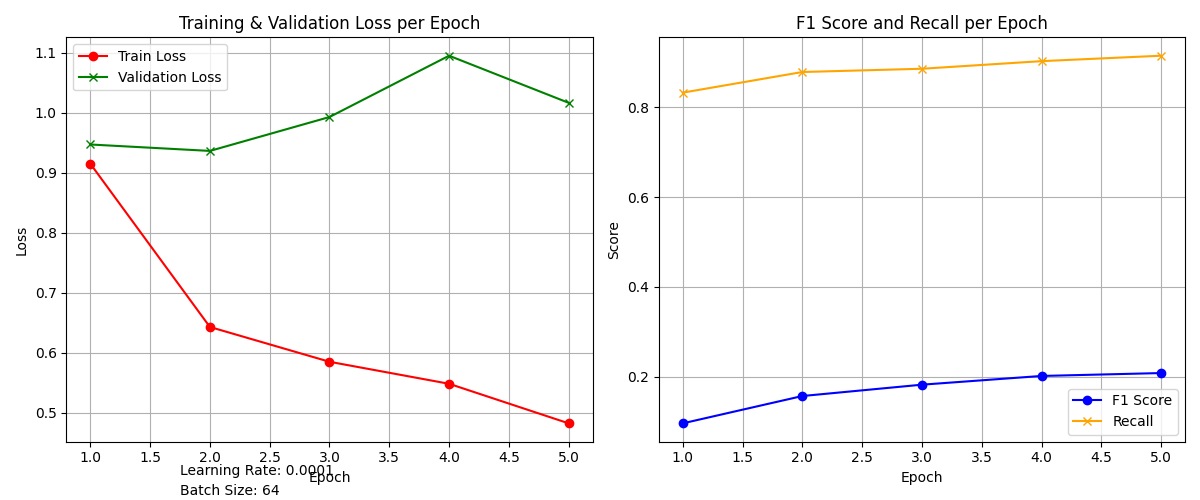 Training & Validation Loss per Epoch
Train Loss
Validation Loss
1.1
1.0
0.9
0.8
0.7
0.6
0.5
Loss
1.0 1.5 2.0 2.5 3.0 3.5 4.0 4.5 5.0
Epoch
Learning Rate: 0.0001
Batch Size: 64
F1 Score and Recall per Epoch
0.8
0.6
0.4
0.2
Score
F1 Score
Recall
1.0 1.5 2.0 2.5 3.0 3.5 4.0 4.5 5.0
Epoch